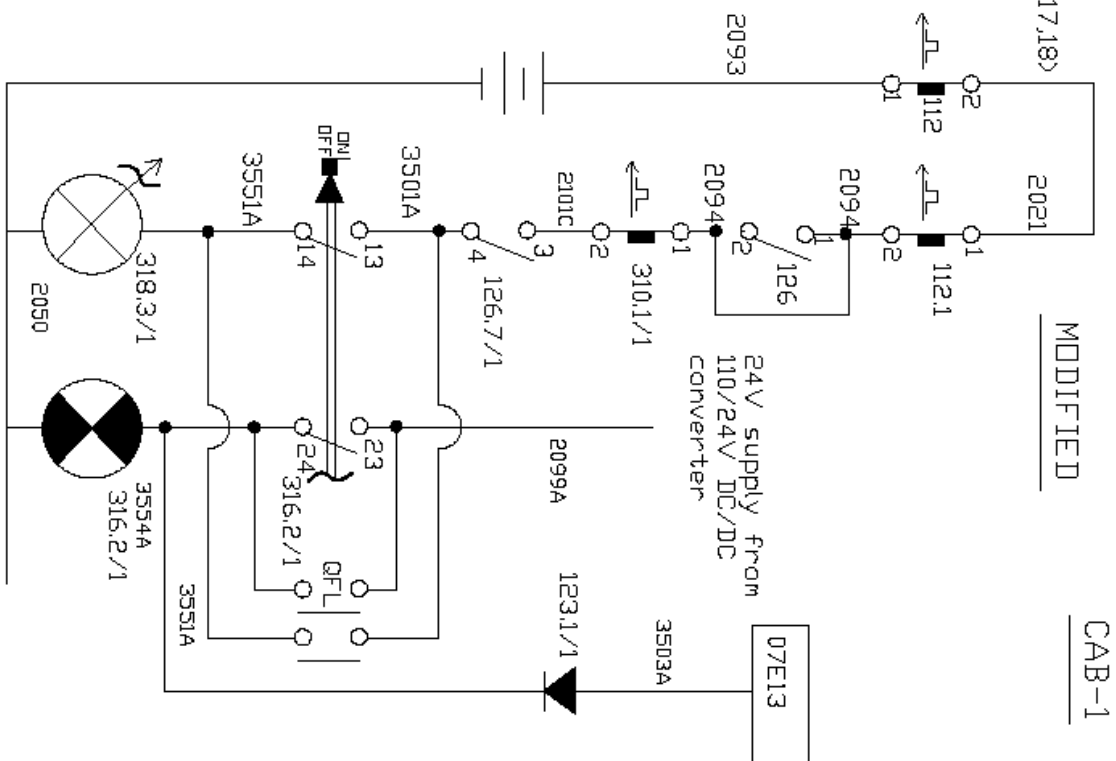 MODIFIED
CAB-1
17,18)
2021
2
112
1
1
112.1
2
2093
2094
1
126
2
2094
1
310.1/1
2
24V supply from
110/24V DC/DC
converter
2101C
3
126.7/1
4
3501A
2099A
07E13
3503A
123.1/1
ON
OFF
13
14
23
24
316.2/1
QFL
3551A
3551A
318.3/1
2050
3554A
316.2/1